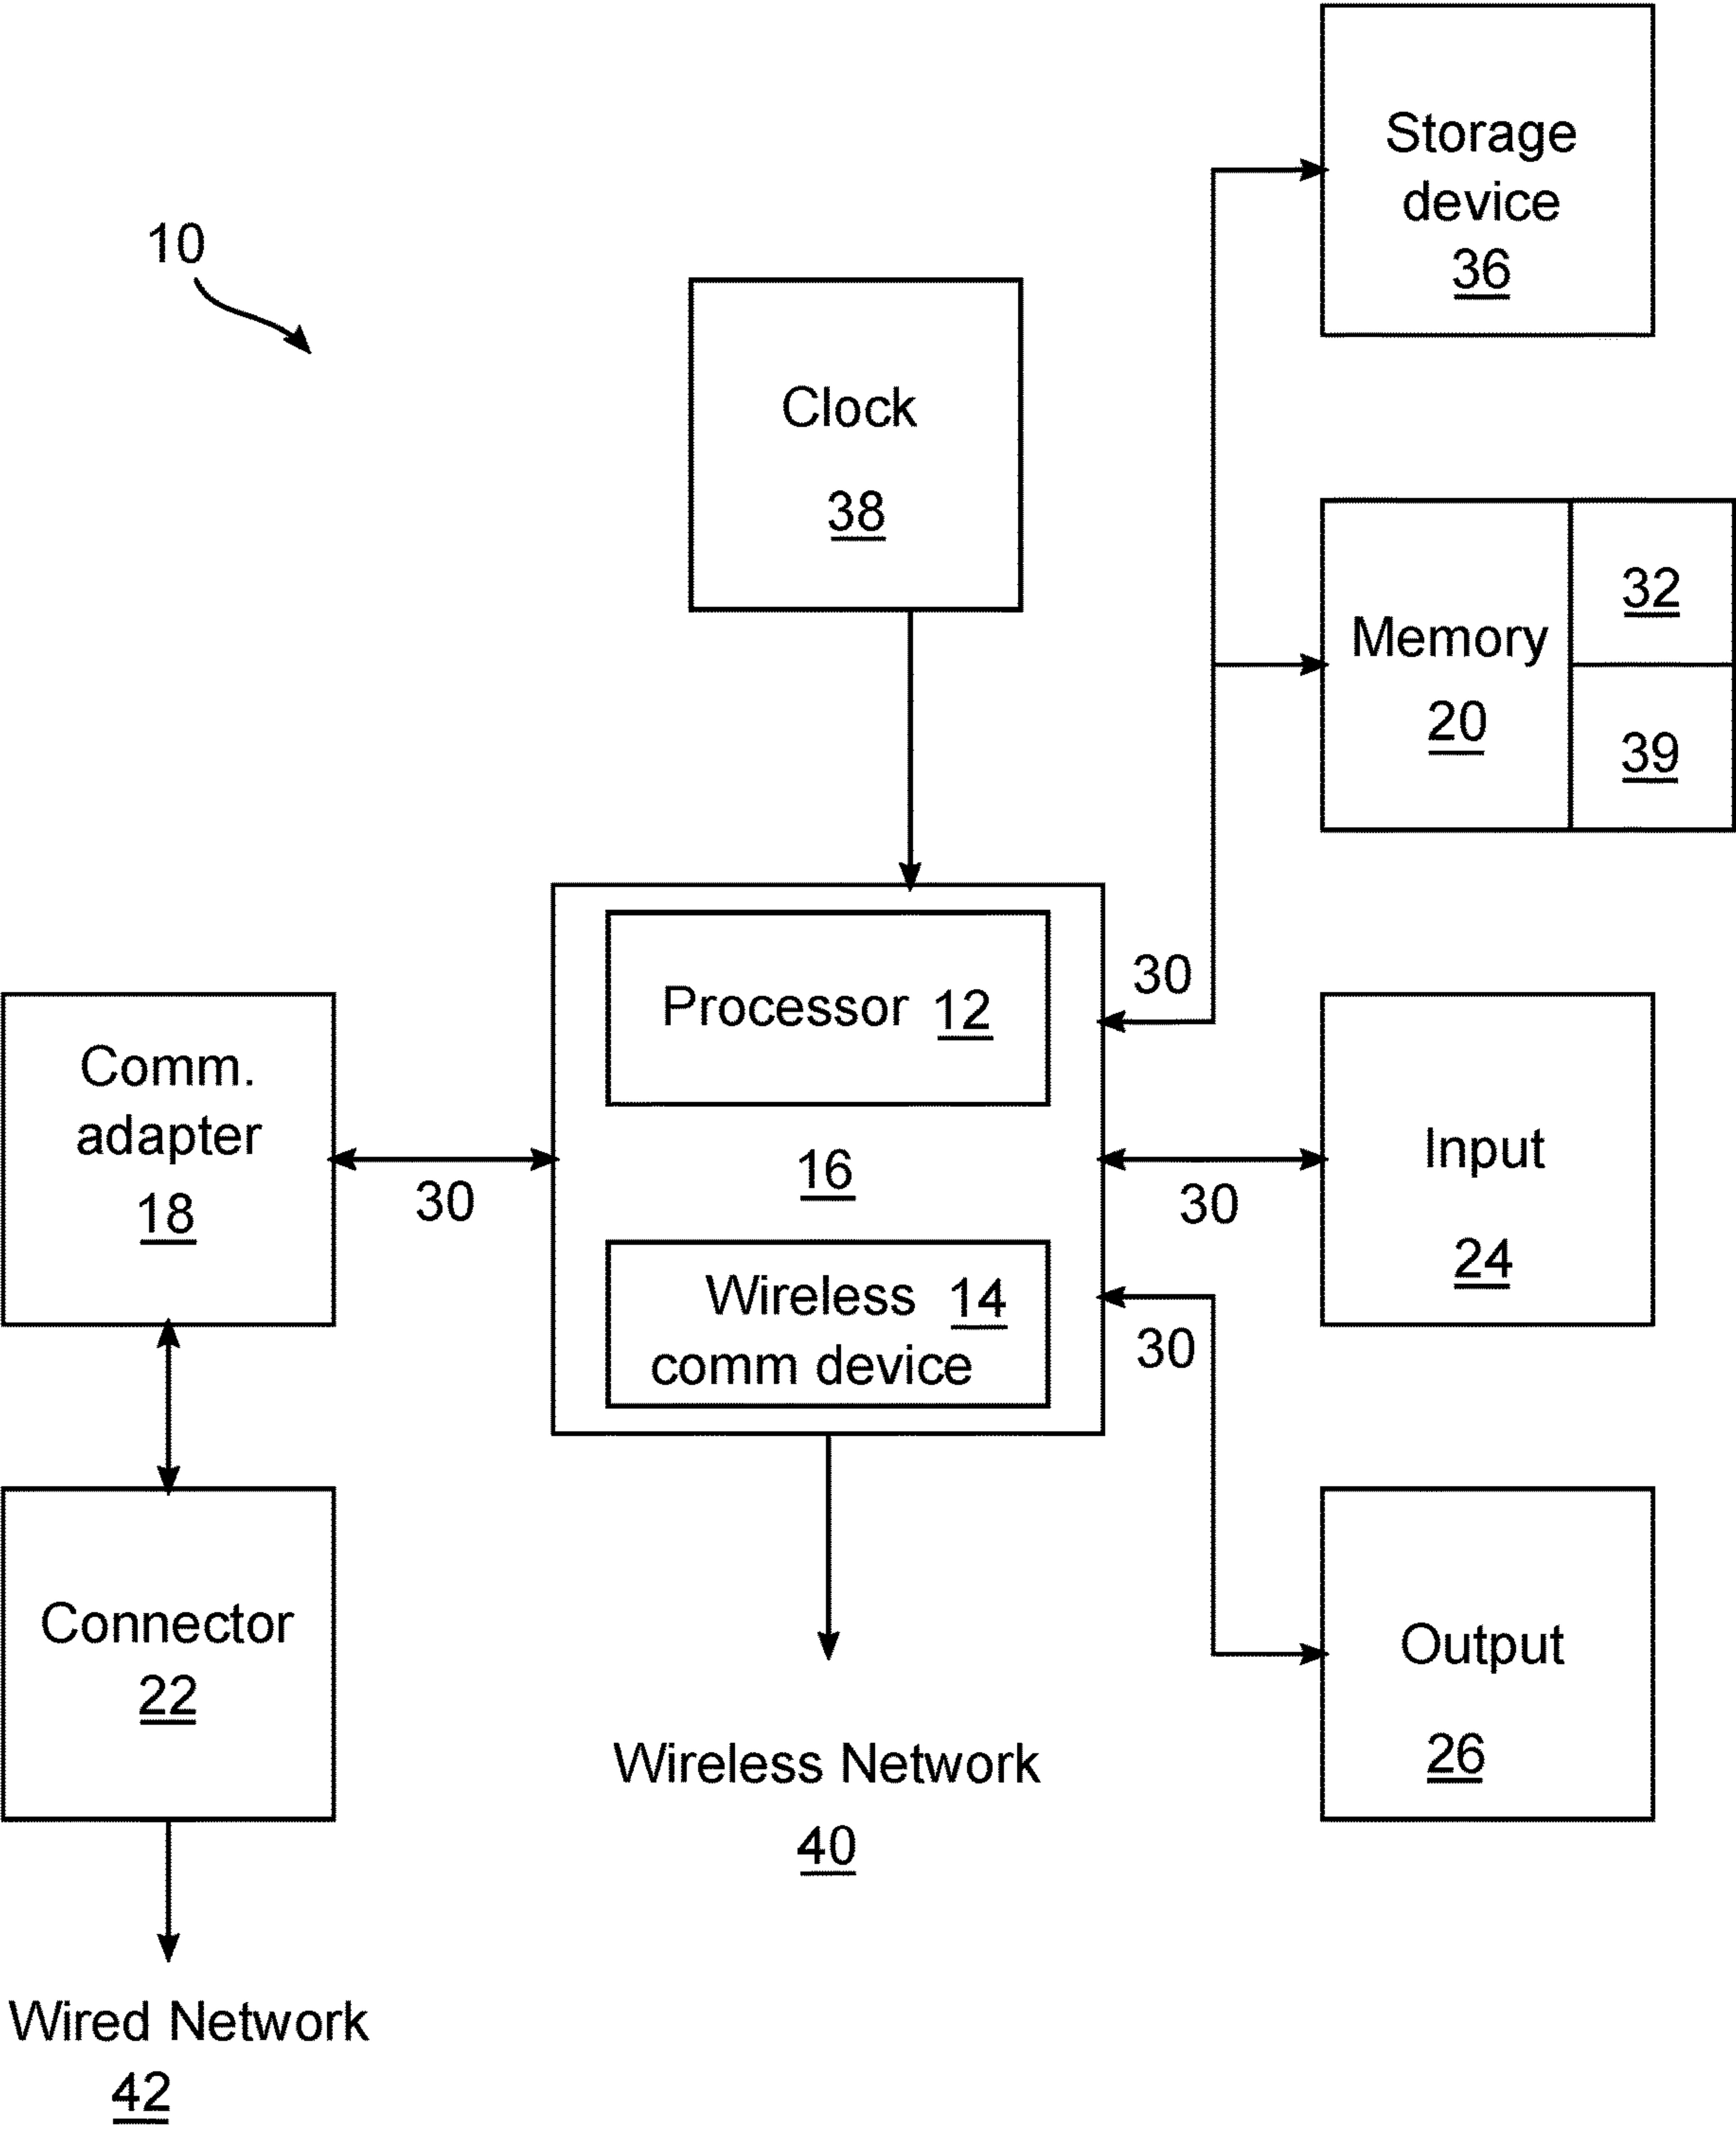 Storage
device
36
10
Clock
38
Memory
20
32
39
30
Processor 12
Comm.
adapter
18
30
16
Input
24
30
Wireless 14
comm device
30
Connector
22
Output
26
Wireless Network
40
Wired Network
42